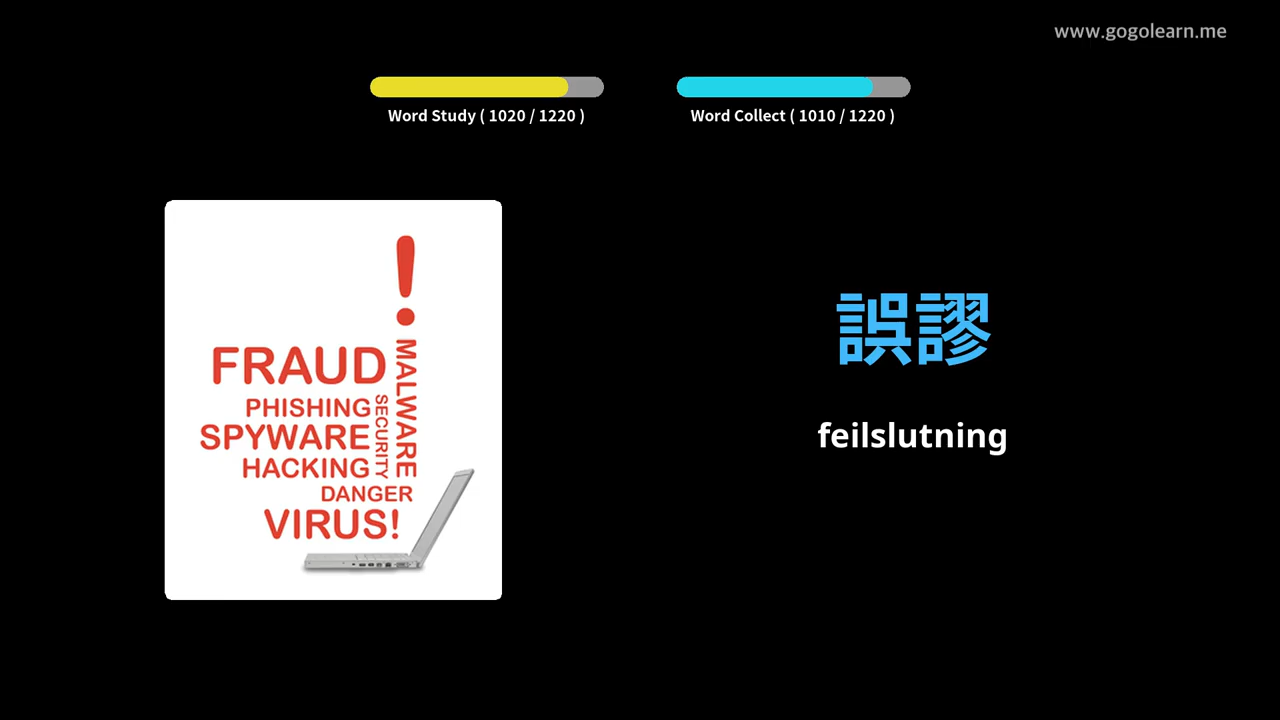 www.gogolearn.me
Word Study ( 1020 / 1220 )
Word Collect ( 1010 / 1220 )
!
FRAUD
MALWARE
PHISHING
SECURITY
SPYWARE
HACKING
DANGER
VIRUS!
誤謬
feilslutning